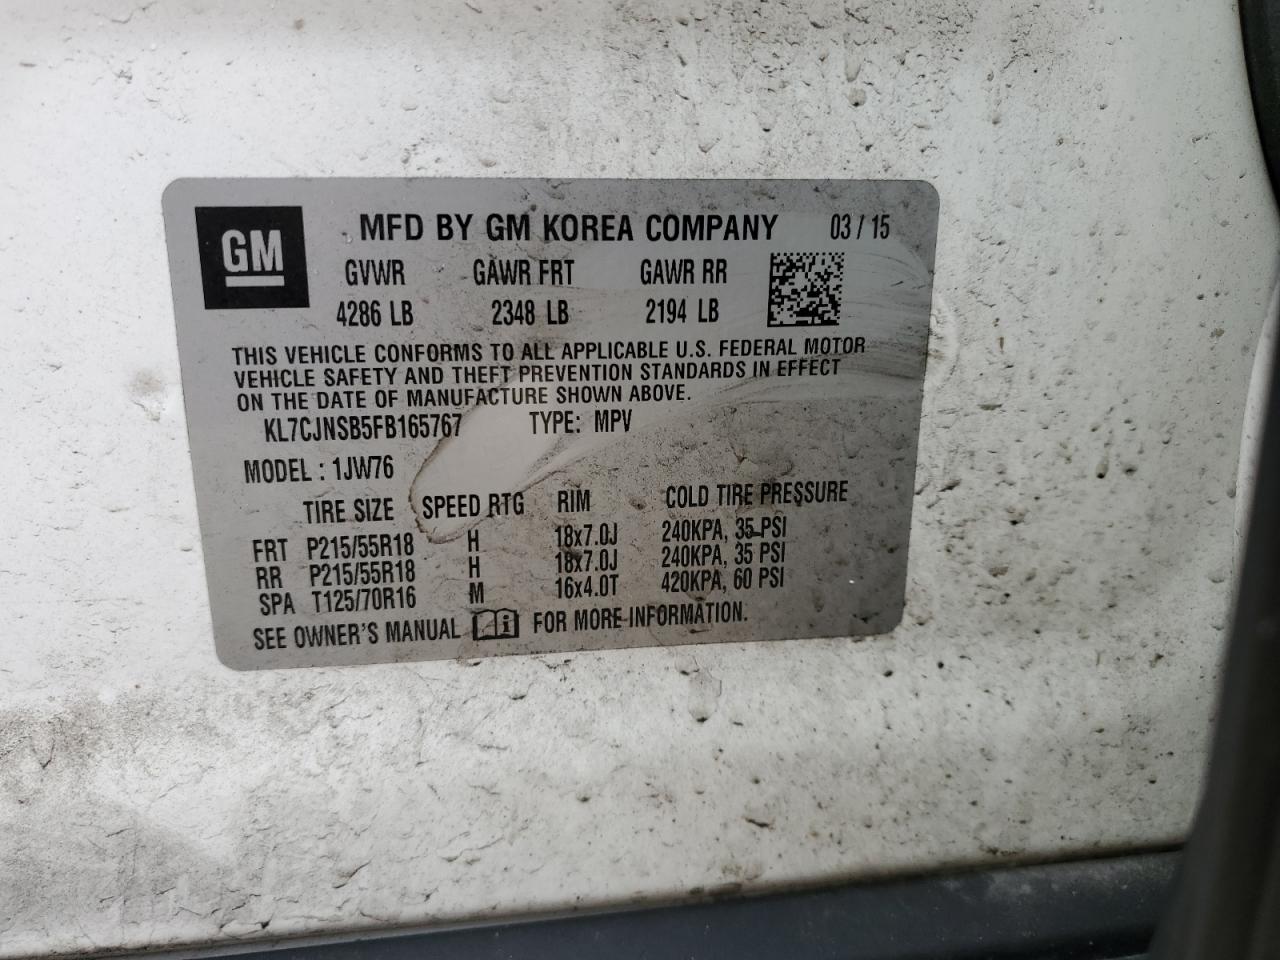 GM
MFD BY GM KOREA COMPANY 03 / 15
GVWR GAWR FRT GAWR RR
4286 LB 2348 LB 2194 LB
THIS VEHICLE CONFORMS TO ALL APPLICABLE U.S. FEDERAL MOTOR
VEHICLE SAFETY AND THEFT PREVENTION STANDARDS IN EFFECT
ON THE DATE OF MANUFACTURE SHOWN ABOVE.
KL7CJNSB5FB165767 TYPE: MPV
MODEL : 1JW76
TIRE SIZE SPEED RTG RIM COLD TIRE PRESSURE
FRT P215/55R18 H 18x7.0J 240KPA, 35 PSI
RR P215/55R18 H 18x7.0J 240KPA, 35 PSI
SPA T125/70R16 M 16x4.0T 420KPA, 60 PSI
SEE OWNER'S MANUAL i FOR MORE INFORMATION.